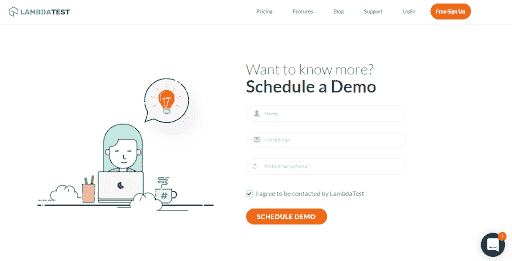 LAMBDATEST
Pricing
Features
Blog
Support
Login
Free Sign Up
Want to know more?
Schedule a Demo
Name
Work Email
Phone Number (optional)
I agree to be contacted by LambdaTest
SCHEDULE DEMO
#
1